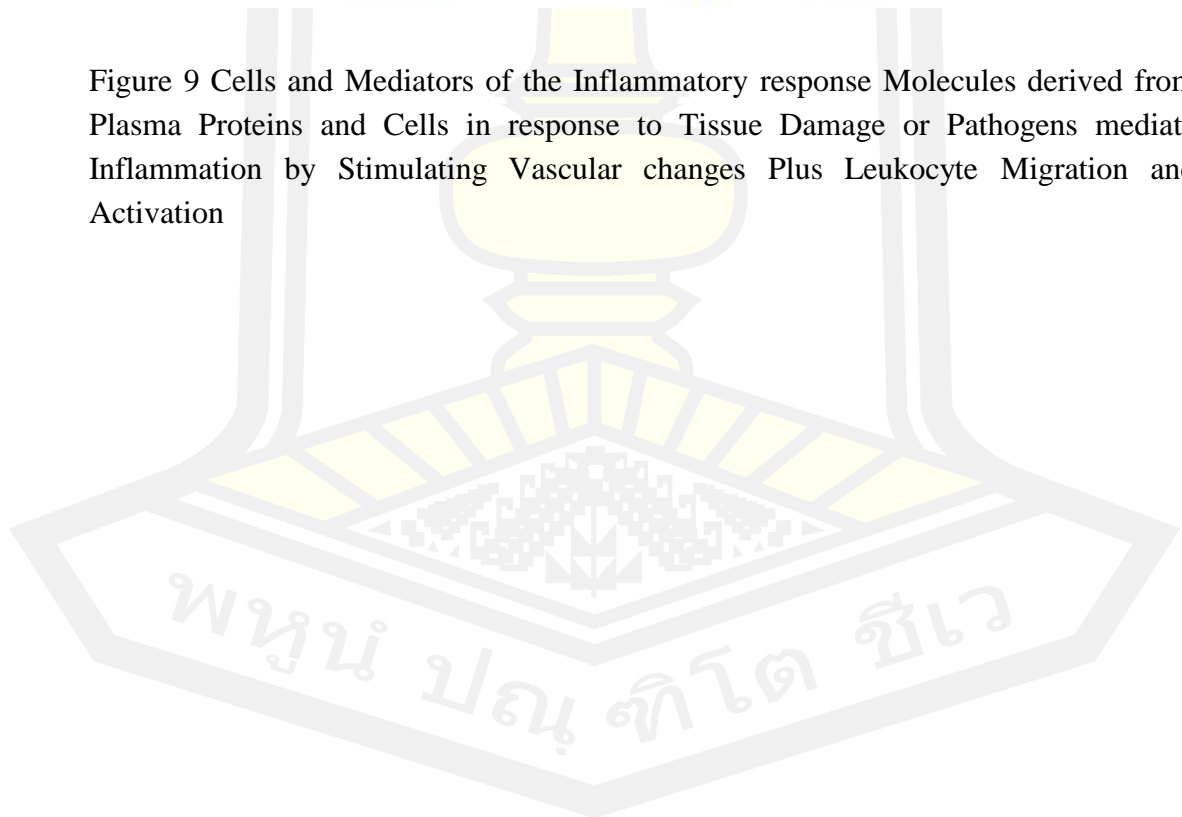 Figure 9 Cells and Mediators of the Inflammatory response Molecules derived from
Plasma Proteins and Cells in response to Tissue Damage or Pathogens mediat
Inflammation by Stimulating Vascular changes Plus Leukocyte Migration and
Activation
พหูนํ ปณฺฑิโต ชีเว